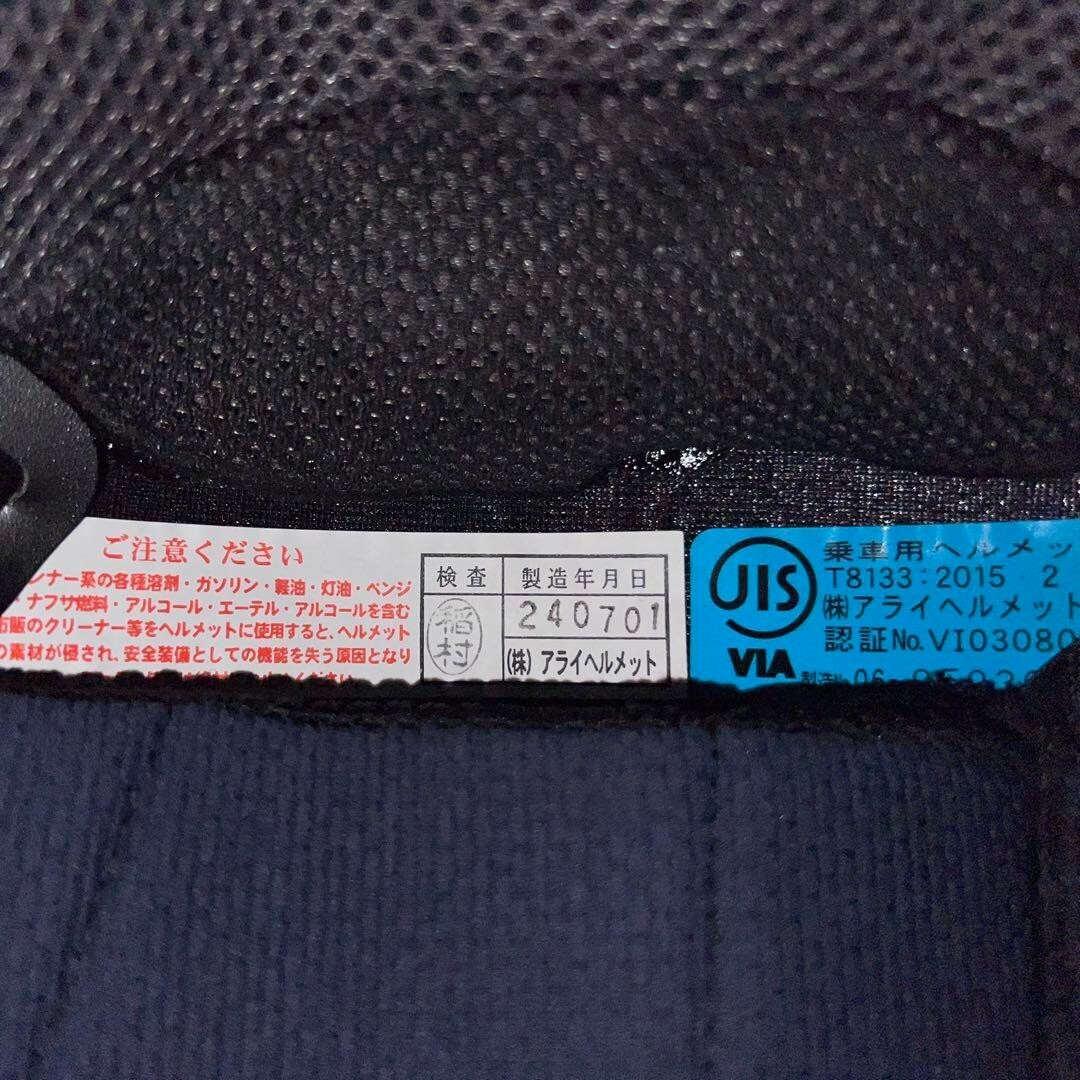 ご注意ください
ンナー系の各種溶剤・ガソリン・軽油・灯油・ベンジ
ナフサ燃料・アルコール・エーテル・アルコールを含む
市販のクリーナー等をヘルメットに使用すると、ヘルメット
の素材が侵され、安全装備としての機能を失う原因となり
検査
稲村
製造年月日
240701
(株) アライヘルメット
JIS
VIA
乗車用ヘルメッ
T8133:2015 2
(株)アライヘルメット
認証No.VI03080